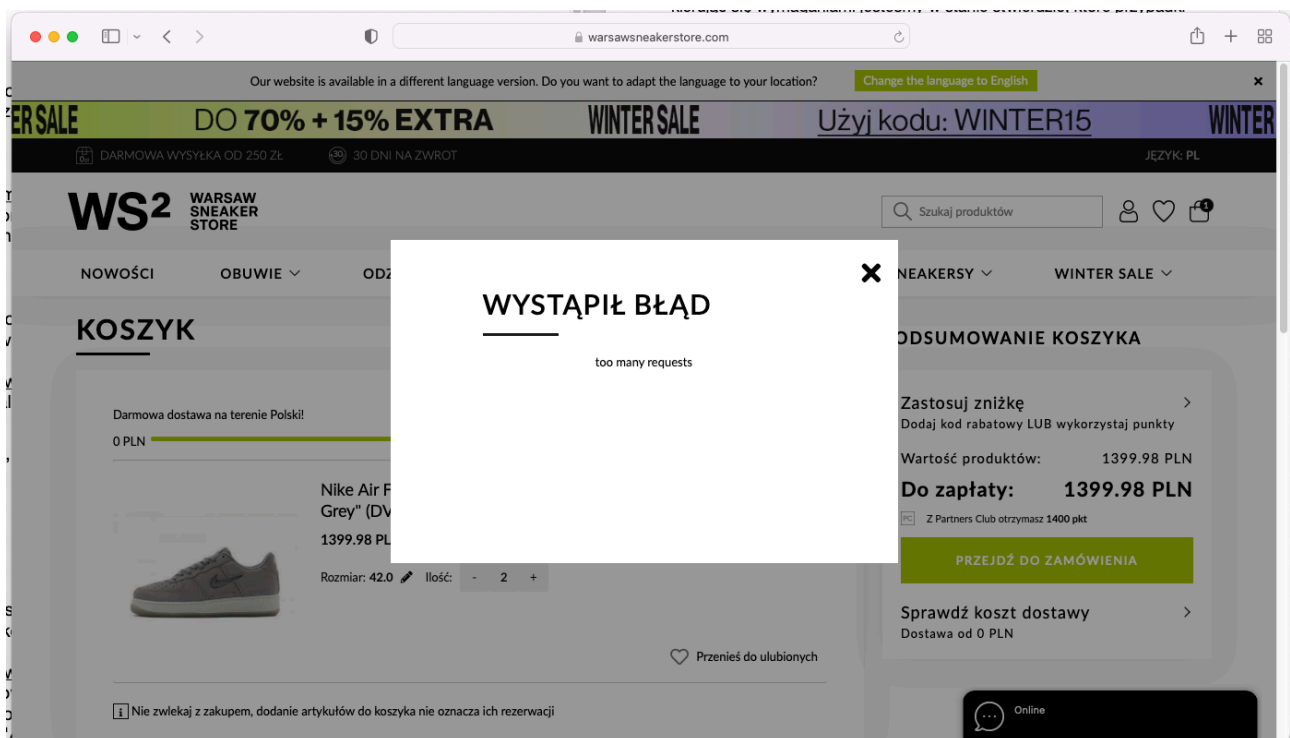 warsawsneakerstore.com
Our website is available in a different language version. Do you want to adapt the language to your location?
Change the language to English
ER SALE DO 70% + 15% EXTRA WINTER SALE Użyj kodu: WINTER15 WINTER
DARMOWA WYSYŁKA OD 250 ZŁ
30 DNI NA ZWROT
JĘZYK: PL
WS2 WARSAW
SNEAKER
STORE
Szukaj produktów
1
NOWOŚCI OBUWIE ODZ NEAKERSY WINTER SALE
WYSTĄPIŁ BŁĄD
too many requests
KOSZYK
Darmowa dostawa na terenie Polski!
0 PLN
Nike Air F
Grey" (DV
1399.98 PL
Rozmiar: 42.0 Ilość: - 2 +
Przenieś do ulubionych
Nie zwlekaj z zakupem, dodanie artykułów do koszyka nie oznacza ich rezerwacji
ODSUMOWANIE KOSZYKA
Zastosuj zniżkę
Dodaj kod rabatowy LUB wykorzystaj punkty
Wartość produktów: 1399.98 PLN
Do zapłaty: 1399.98 PLN
PC Z Partners Club otrzymasz 1400 pkt
PRZEJDŹ DO ZAMÓWIENIA
Sprawdź koszt dostawy
Dostawa od 0 PLN
Online